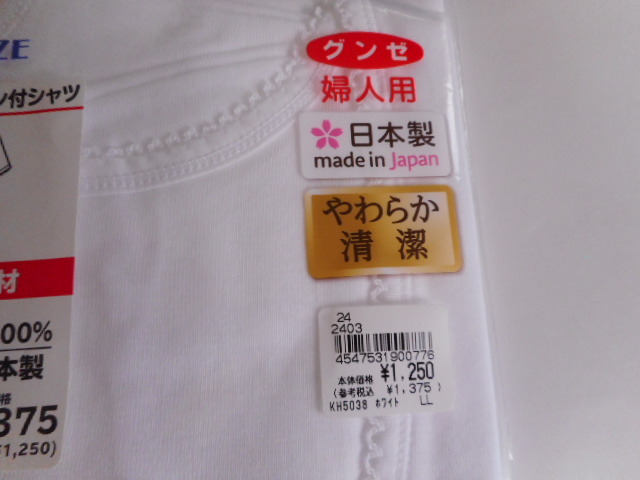 ZE
ン付シャツ
材
00%
本製
格
375
1,250)
グンゼ
婦人用
日本製
made in Japan
やわらか
清潔
24
2403
4547531900776
本体価格 ¥1,250
(参考税込 ¥1,375)
KH5038 ホワイト LL